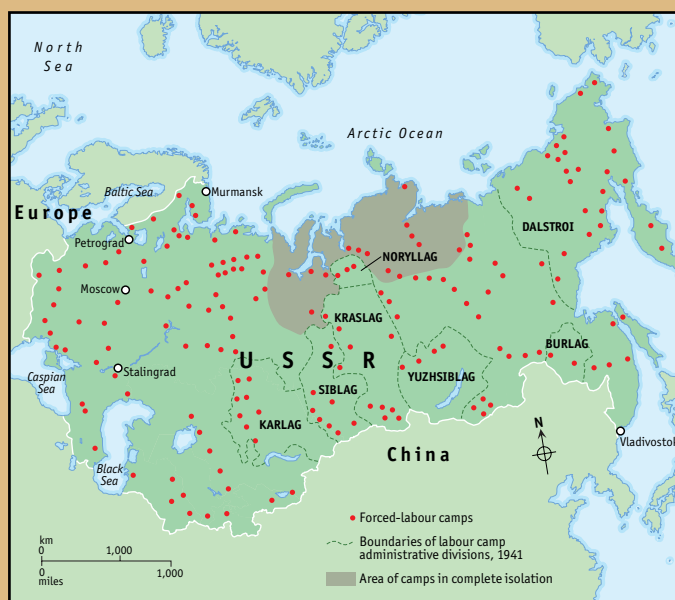 North
Sea
Arctic Ocean
Baltic Sea
Murmansk
Europe
Petrograd
DALSTROI
NORYLLAG
Moscow
KRASLAG
BURLAG
USSR
Stalingrad
Caspian
Sea
SIBLAG
YUZHSIBLAG
KARLAG
N
Vladivostok
China
Black
Sea
Forced-labour camps
Boundaries of labour camp
administrative divisions, 1941
Area of camps in complete isolation
km
0 1,000
0 1,000
miles